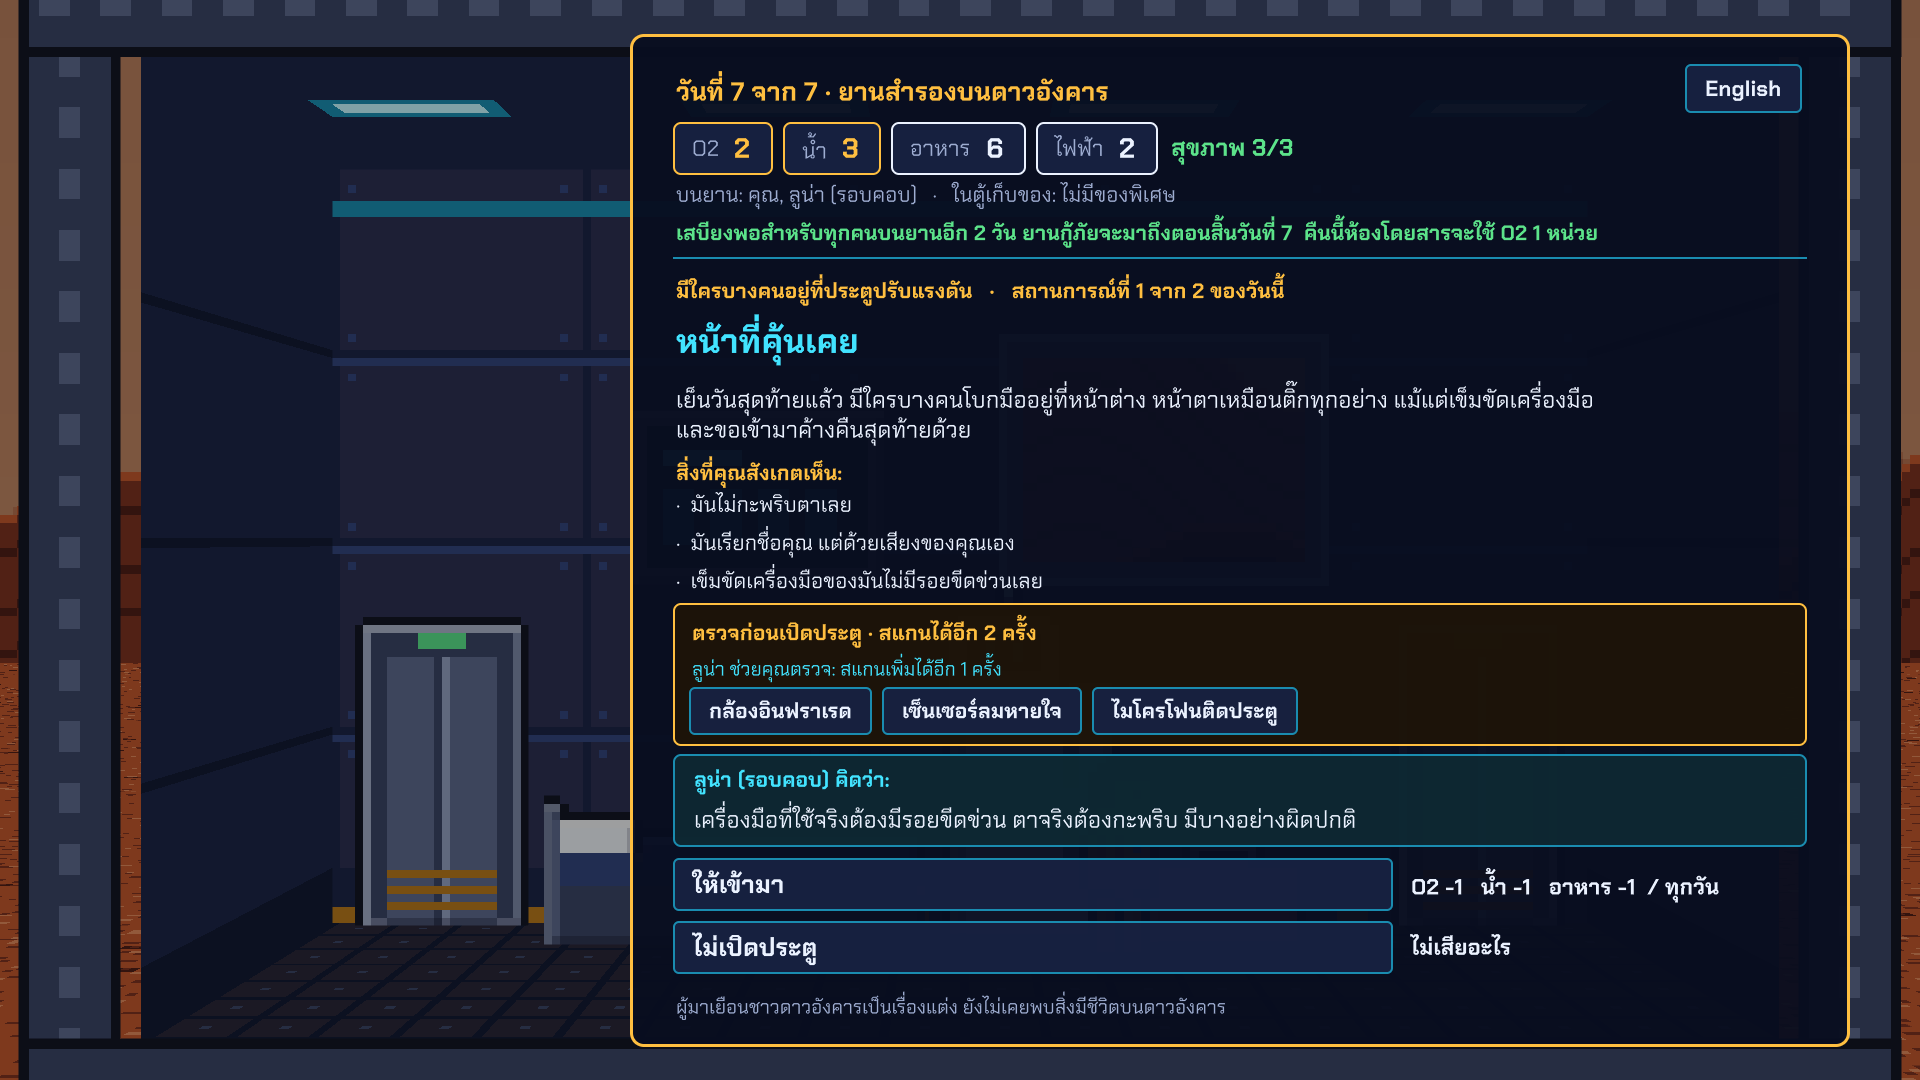 วันที่ 7 จาก 7 · ยานสำรองบนดาวอังคาร
English
O2 2 น้ำ 3 อาหาร 6 ไฟฟ้า 2 สุขภาพ 3/3
บนยาน: คุณ, ลูน่า (รอบคอบ) · ในตู้เก็บของ: ไม่มีของพิเศษ
เสบียงพอสำหรับทุกคนบนยานอีก 2 วัน ยานกู้ภัยจะมาถึงตอนสิ้นวันที่ 7 คืนนี้ห้องโดยสารจะใช้ O2 1 หน่วย
มีใครบางคนอยู่ที่ประตูปรับแรงดัน · สถานการณ์ที่ 1 จาก 2 ของวันนี้
หน้าที่คุ้นเคย
เย็นวันสุดท้ายแล้ว มีใครบางคนโบกมืออยู่ที่หน้าต่าง หน้าตาเหมือนติ๊กทุกอย่าง แม้แต่เข็มขัดเครื่องมือ
และขอเข้ามาค้างคืนสุดท้ายด้วย
สิ่งที่คุณสังเกตเห็น:
· มันไม่กะพริบตาเลย
· มันเรียกชื่อคุณ แต่ด้วยเสียงของคุณเอง
· เข็มขัดเครื่องมือของมันไม่มีรอยขีดข่วนเลย
ตรวจก่อนเปิดประตู · สแกนได้อีก 2 ครั้ง
ลูน่า ช่วยคุณตรวจ: สแกนเพิ่มได้อีก 1 ครั้ง
กล้องอินฟราเรด เซ็นเซอร์ลมหายใจ ไมโครโฟนติดประตู
ลูน่า (รอบคอบ) คิดว่า:
เครื่องมือที่ใช้จริงต้องมีรอยขีดข่วน ตาจริงต้องกะพริบ มีบางอย่างผิดปกติ
ให้เข้ามา O2 -1 น้ำ -1 อาหาร -1 / ทุกวัน
ไม่เปิดประตู ไม่เสียอะไร
ผู้มาเยือนชาวดาวอังคารเป็นเรื่องแต่ง ยังไม่เคยพบสิ่งมีชีวิตบนดาวอังคาร